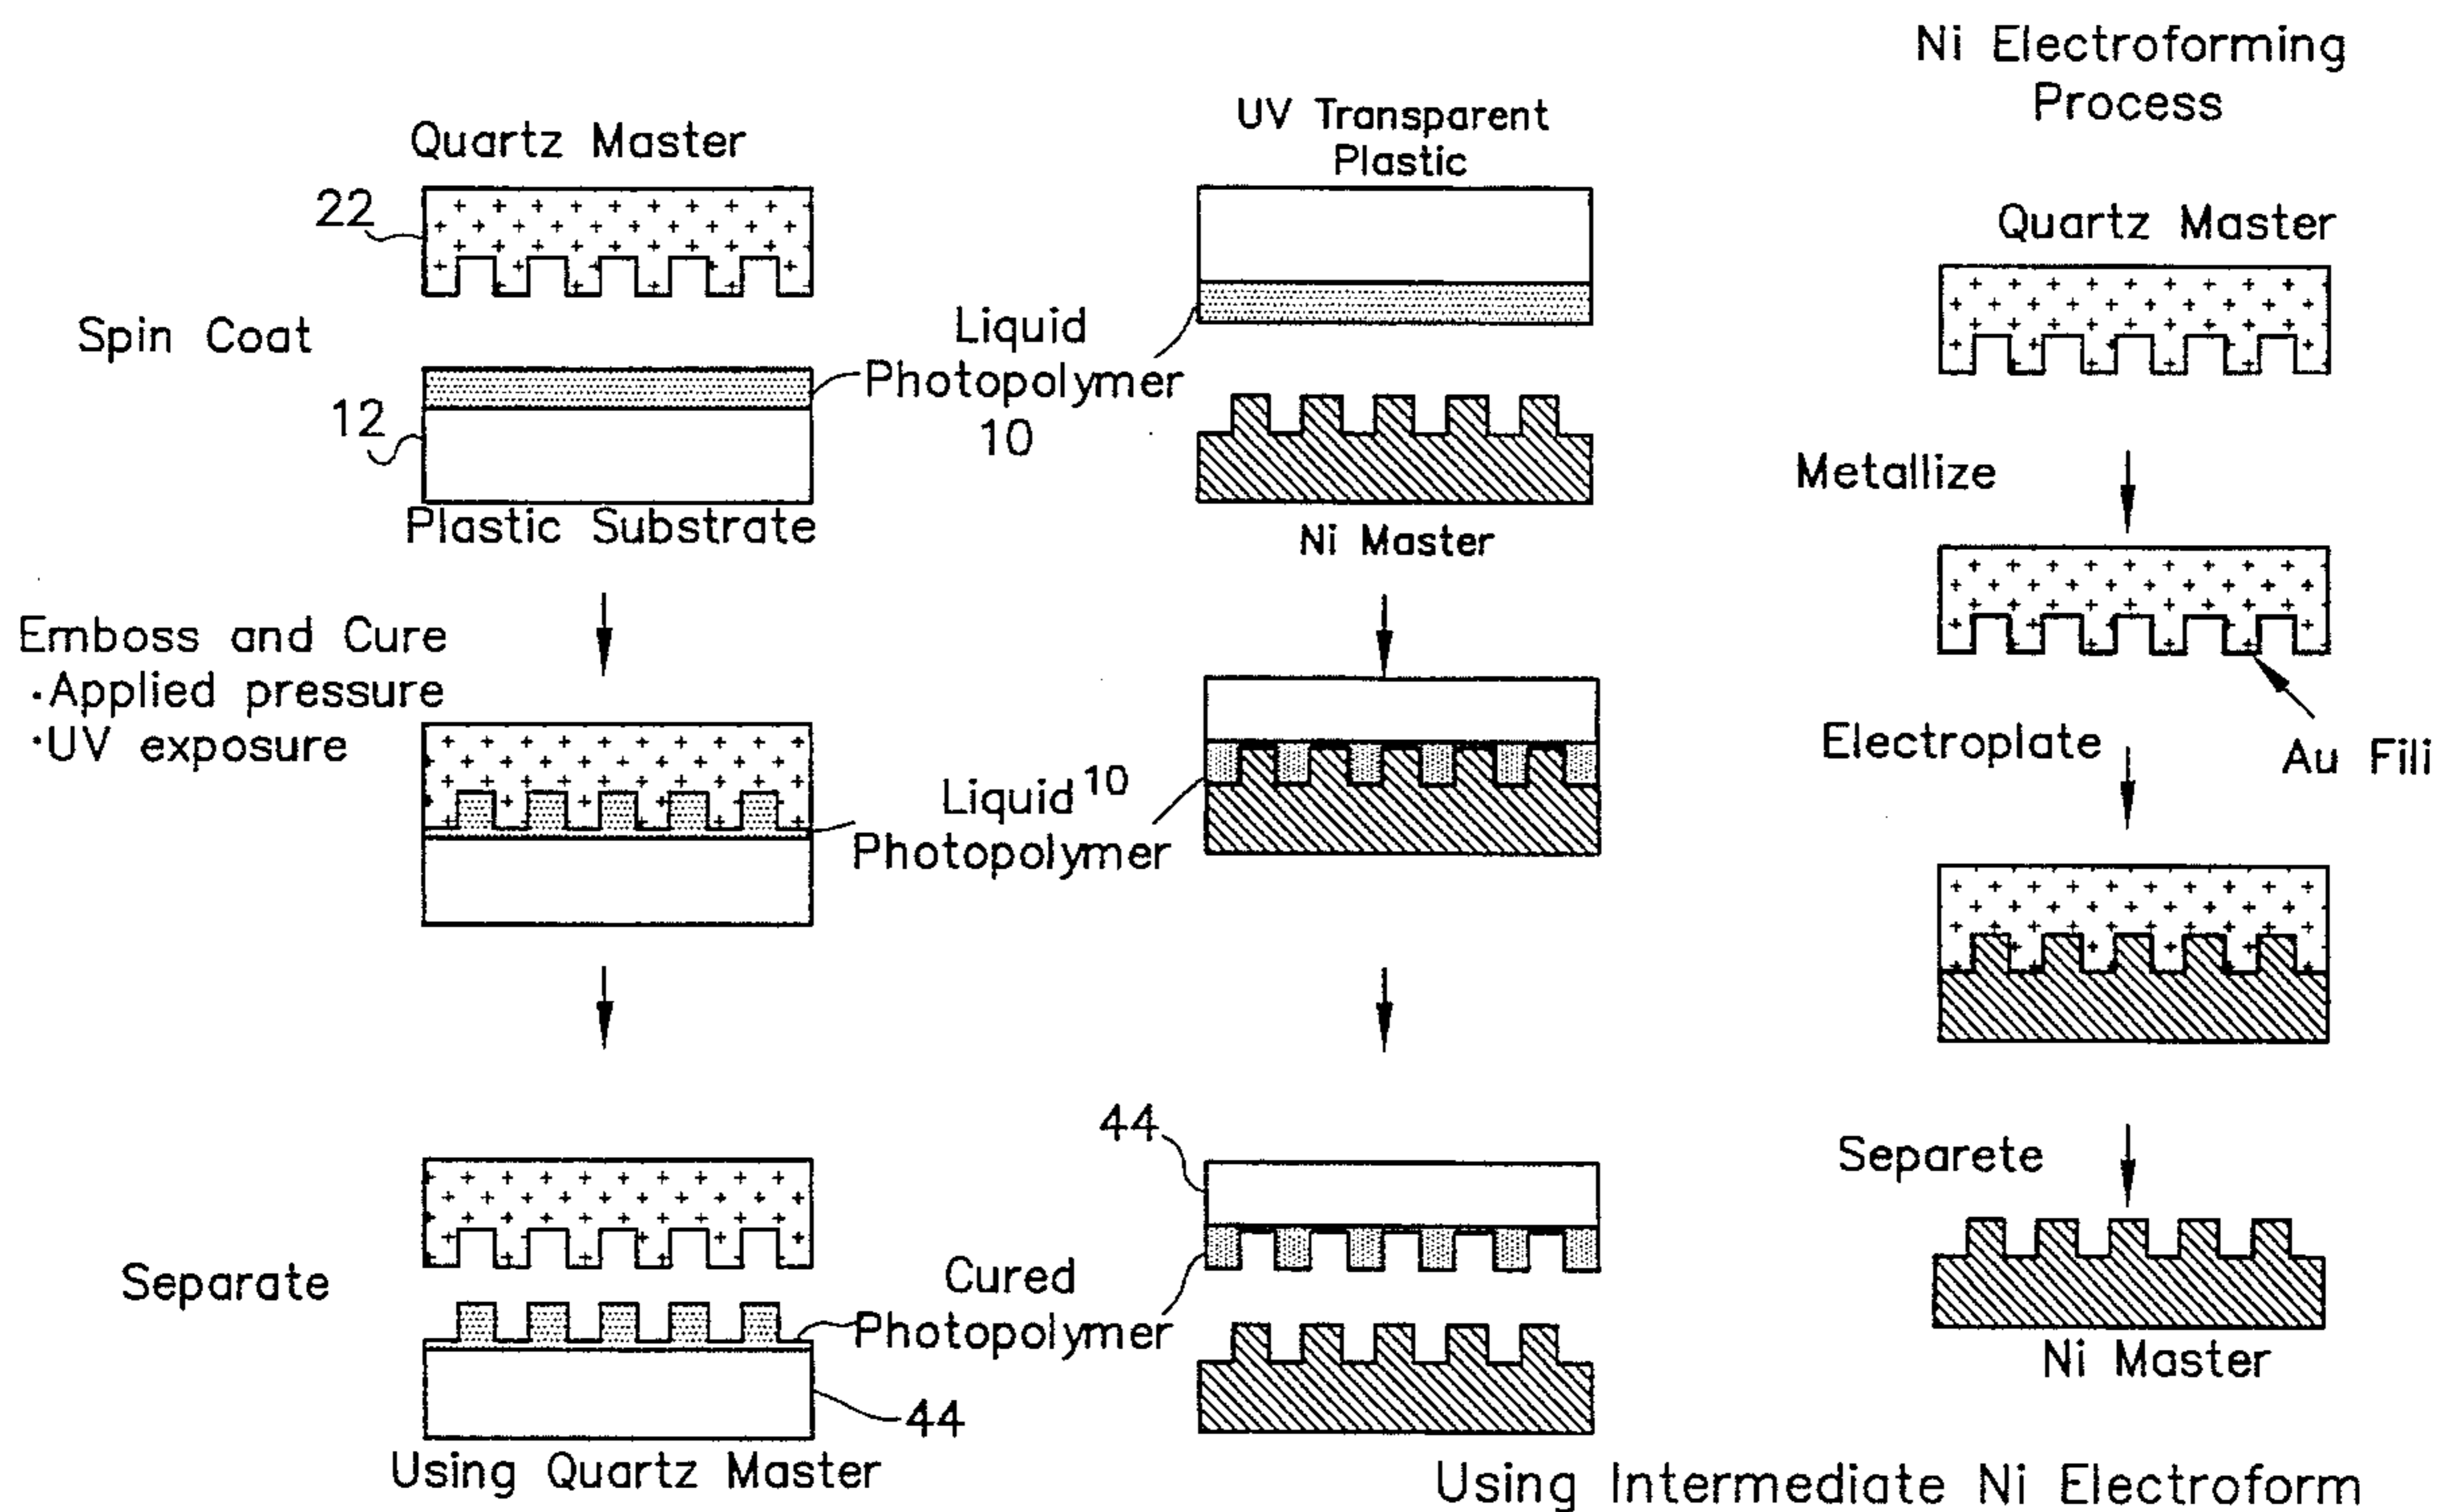 Ni Electroforming
Process
Quartz Master
22
Spin Coat
12
Plastic Substrate
Liquid
Photopolymer
10
UV Transparent
Plastic
Ni Master
Quartz Master
Metallize
Emboss and Cure
·Applied pressure
·UV exposure
Liquid 10
Photopolymer
Electroplate
Au Fili
Separate
44
Cured
Photopolymer
44
Separete
Ni Master
Using Quartz Master
Using Intermediate Ni Electroform